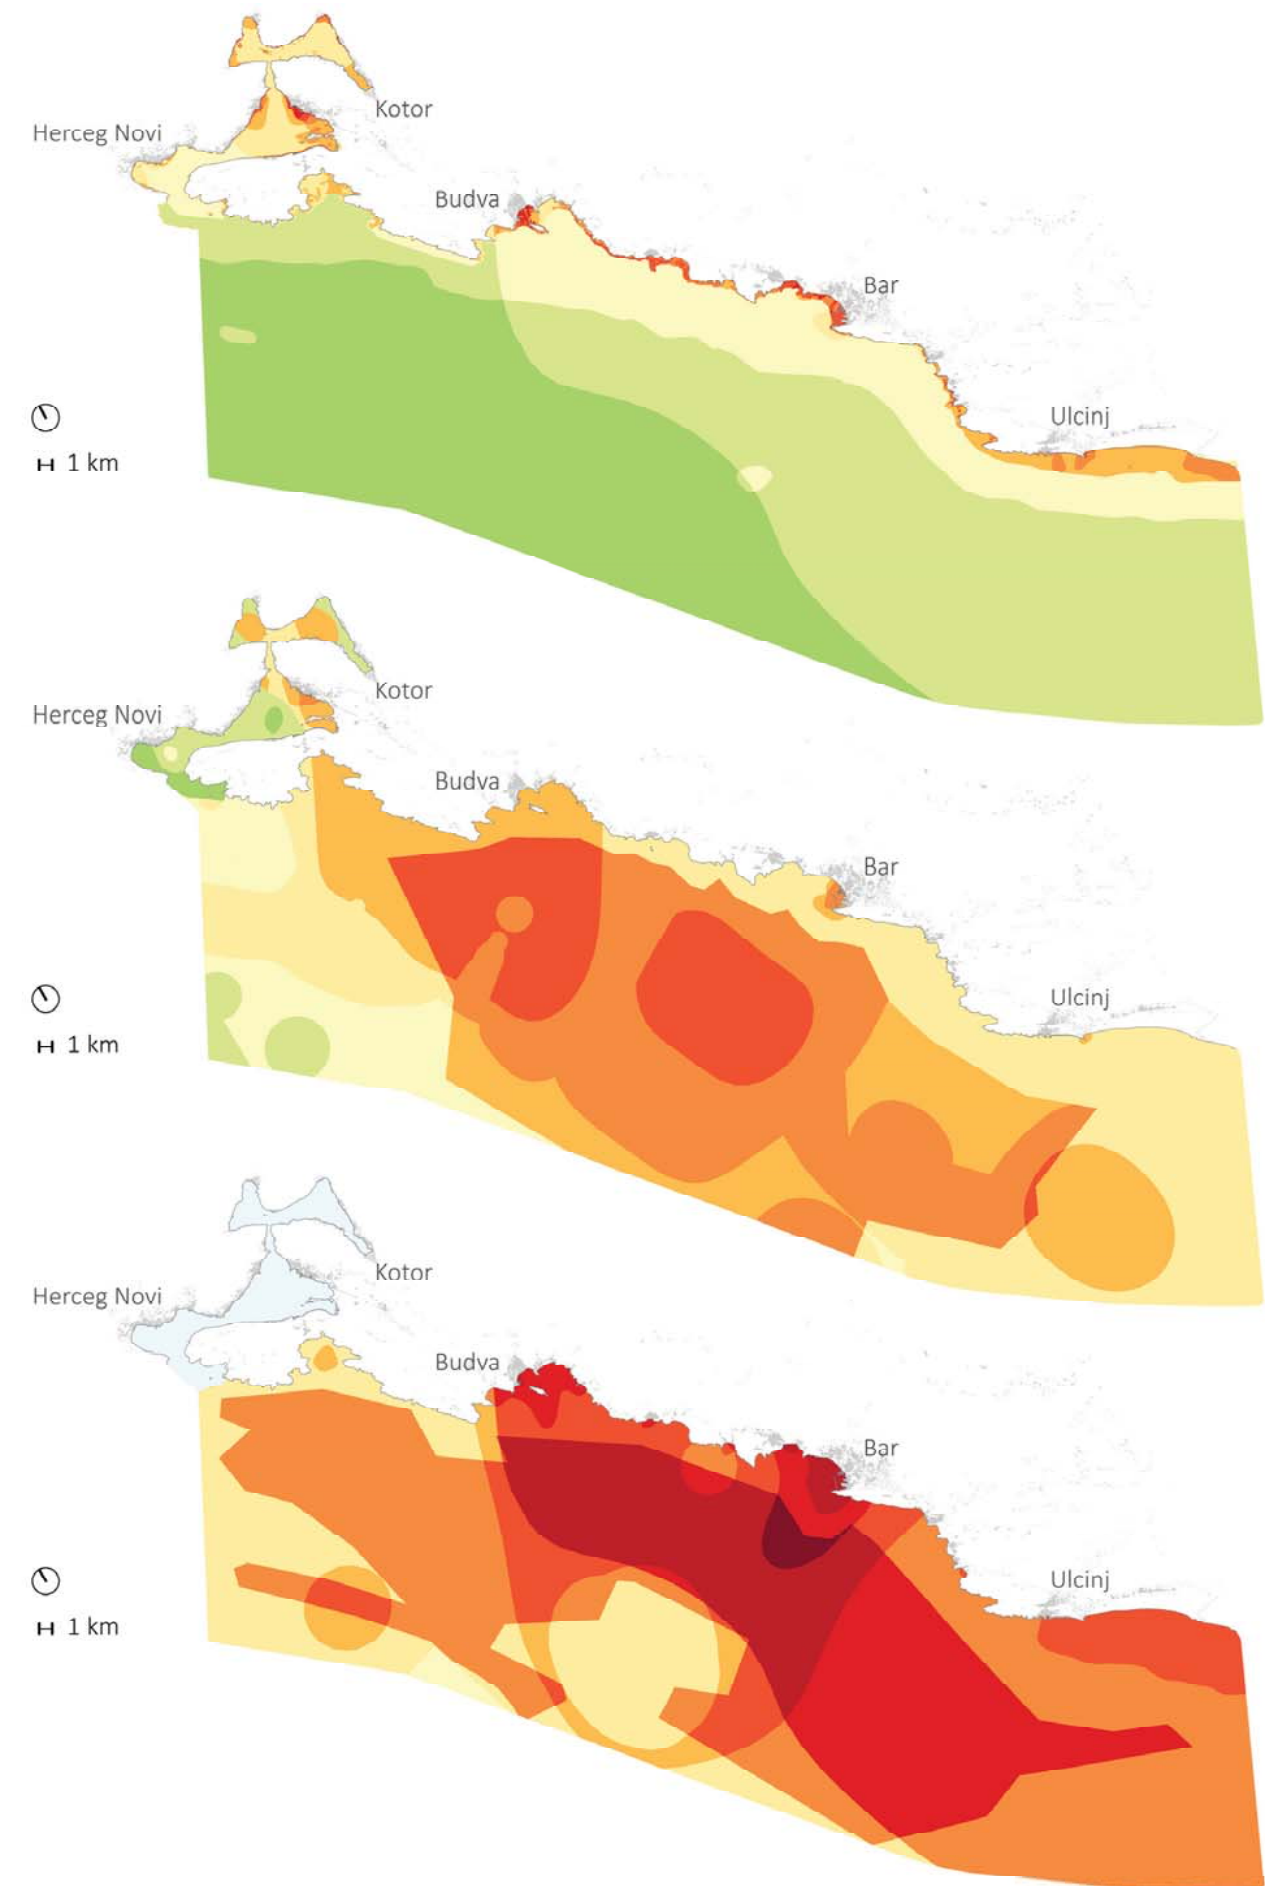 Kotor
Herceg Novi
Budva
Bar
Ulcinj
1 km
Kotor
Herceg Novi
Budva
Bar
Ulcinj
1 km
Kotor
Herceg Novi
Budva
Bar
Ulcinj
1 km